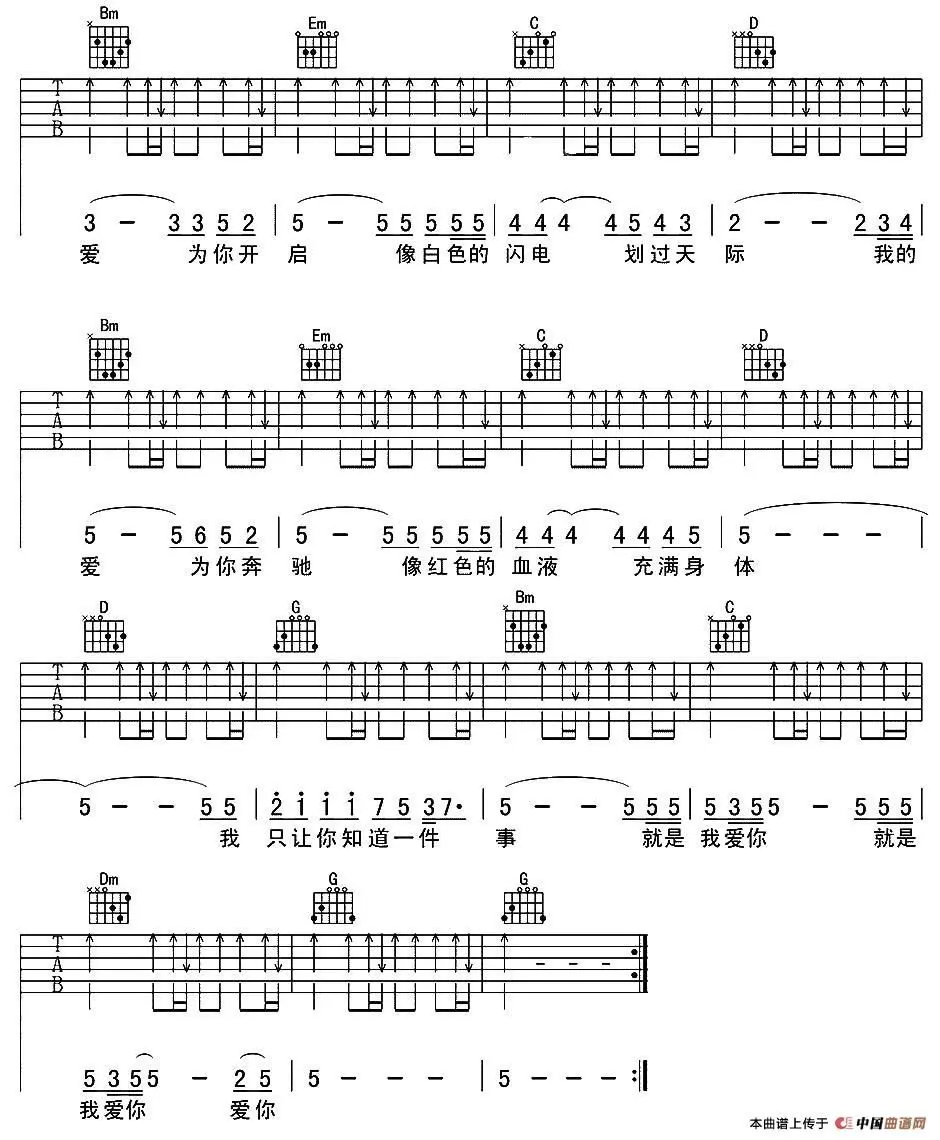 Bm Em C D
T A B
3 - 3 3 5 2 | 5 - 5 5 5 5 5 | 4 4 4 4 5 4 3 | 2 - - 2 3 4
爱 为你开 启 像白色的 闪电 划过天 际 我的
Bm Em C D
T A B
5 - - 5 6 5 2 | 5 - - 5 5 5 5 5 | 4 4 4 4 4 4 5 | 5 - - -
爱 为你奔 驰 像红色的 血液 充满身 体
D G Bm C
T A B
5 - - 5 5 | 2 1 1 1 7 5 3 7· | 5 - - 5 5 5 | 5 3 5 5 - 5 5 5
我 只让你知道一件 事 就是 我爱你 就是
Dm G G
T A B
- - -
5 3 5 5 - 2 5 | 5 - - - | 5 - - - :|
我爱你 爱你
本曲谱上传于 中国曲谱网